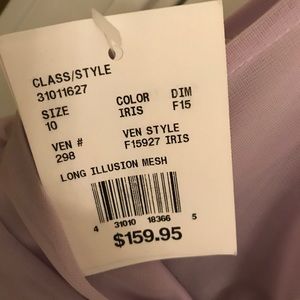 CLASS/STYLE
31011627
SIZE COLOR DIM
10 IRIS F15
VEN # VEN STYLE
298 F15927 IRIS
LONG ILLUSION MESH
4 31010 18366 5
$159.95